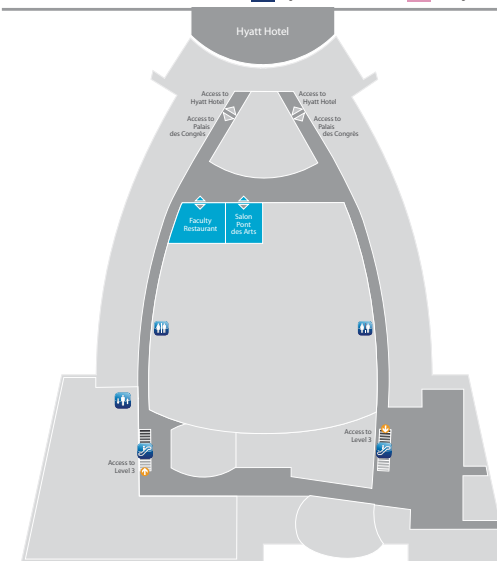 Hyatt Hotel
Access to
Hyatt Hotel
Access to
Palais
des Congrès
Access to
Hyatt Hotel
Access to
Palais
des Congrès
Faculty
Restaurant
Salon
Pont
des Arts
Access to
Level 3
Access to
Level 3